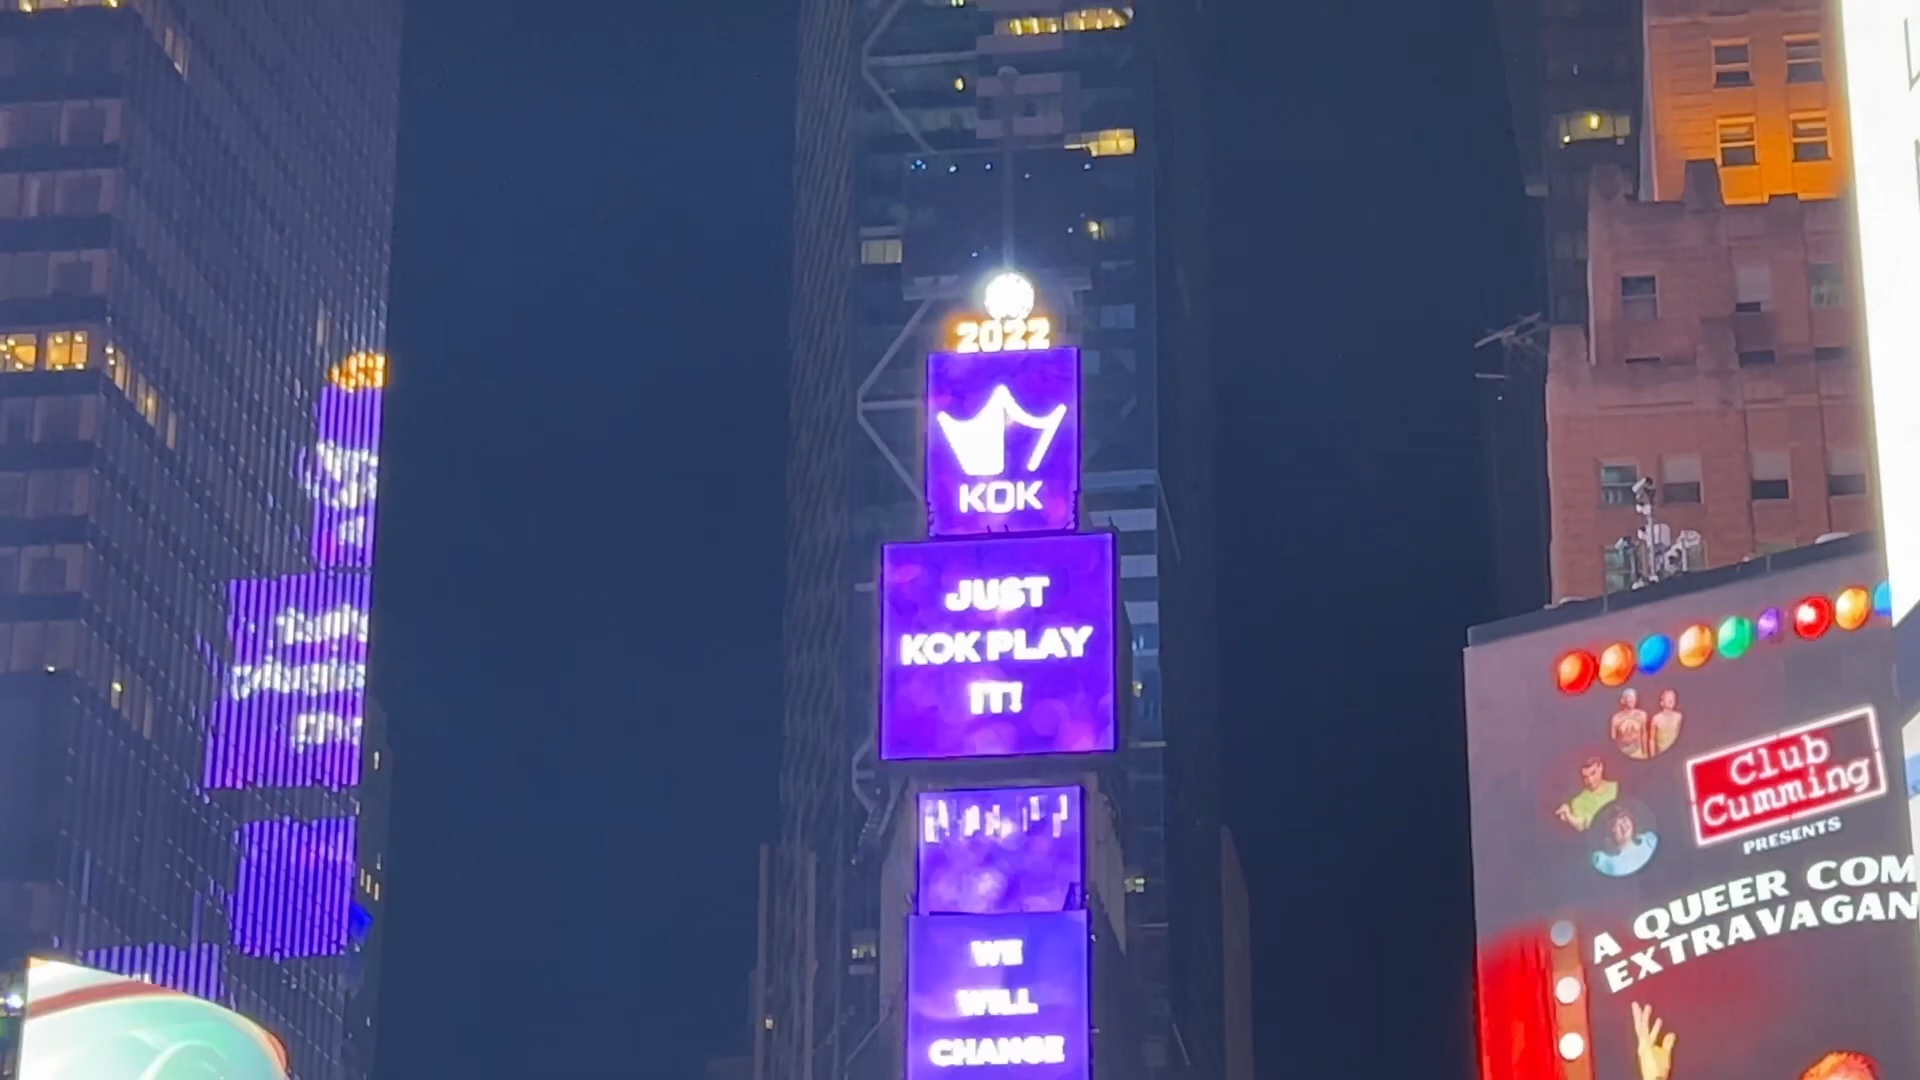 2022
KOK
JUST
KOK PLAY
IT!
WE
WILL
CHANGE
Club
Cumming
PRESENTS
A QUEER COM
EXTRAVAGAN